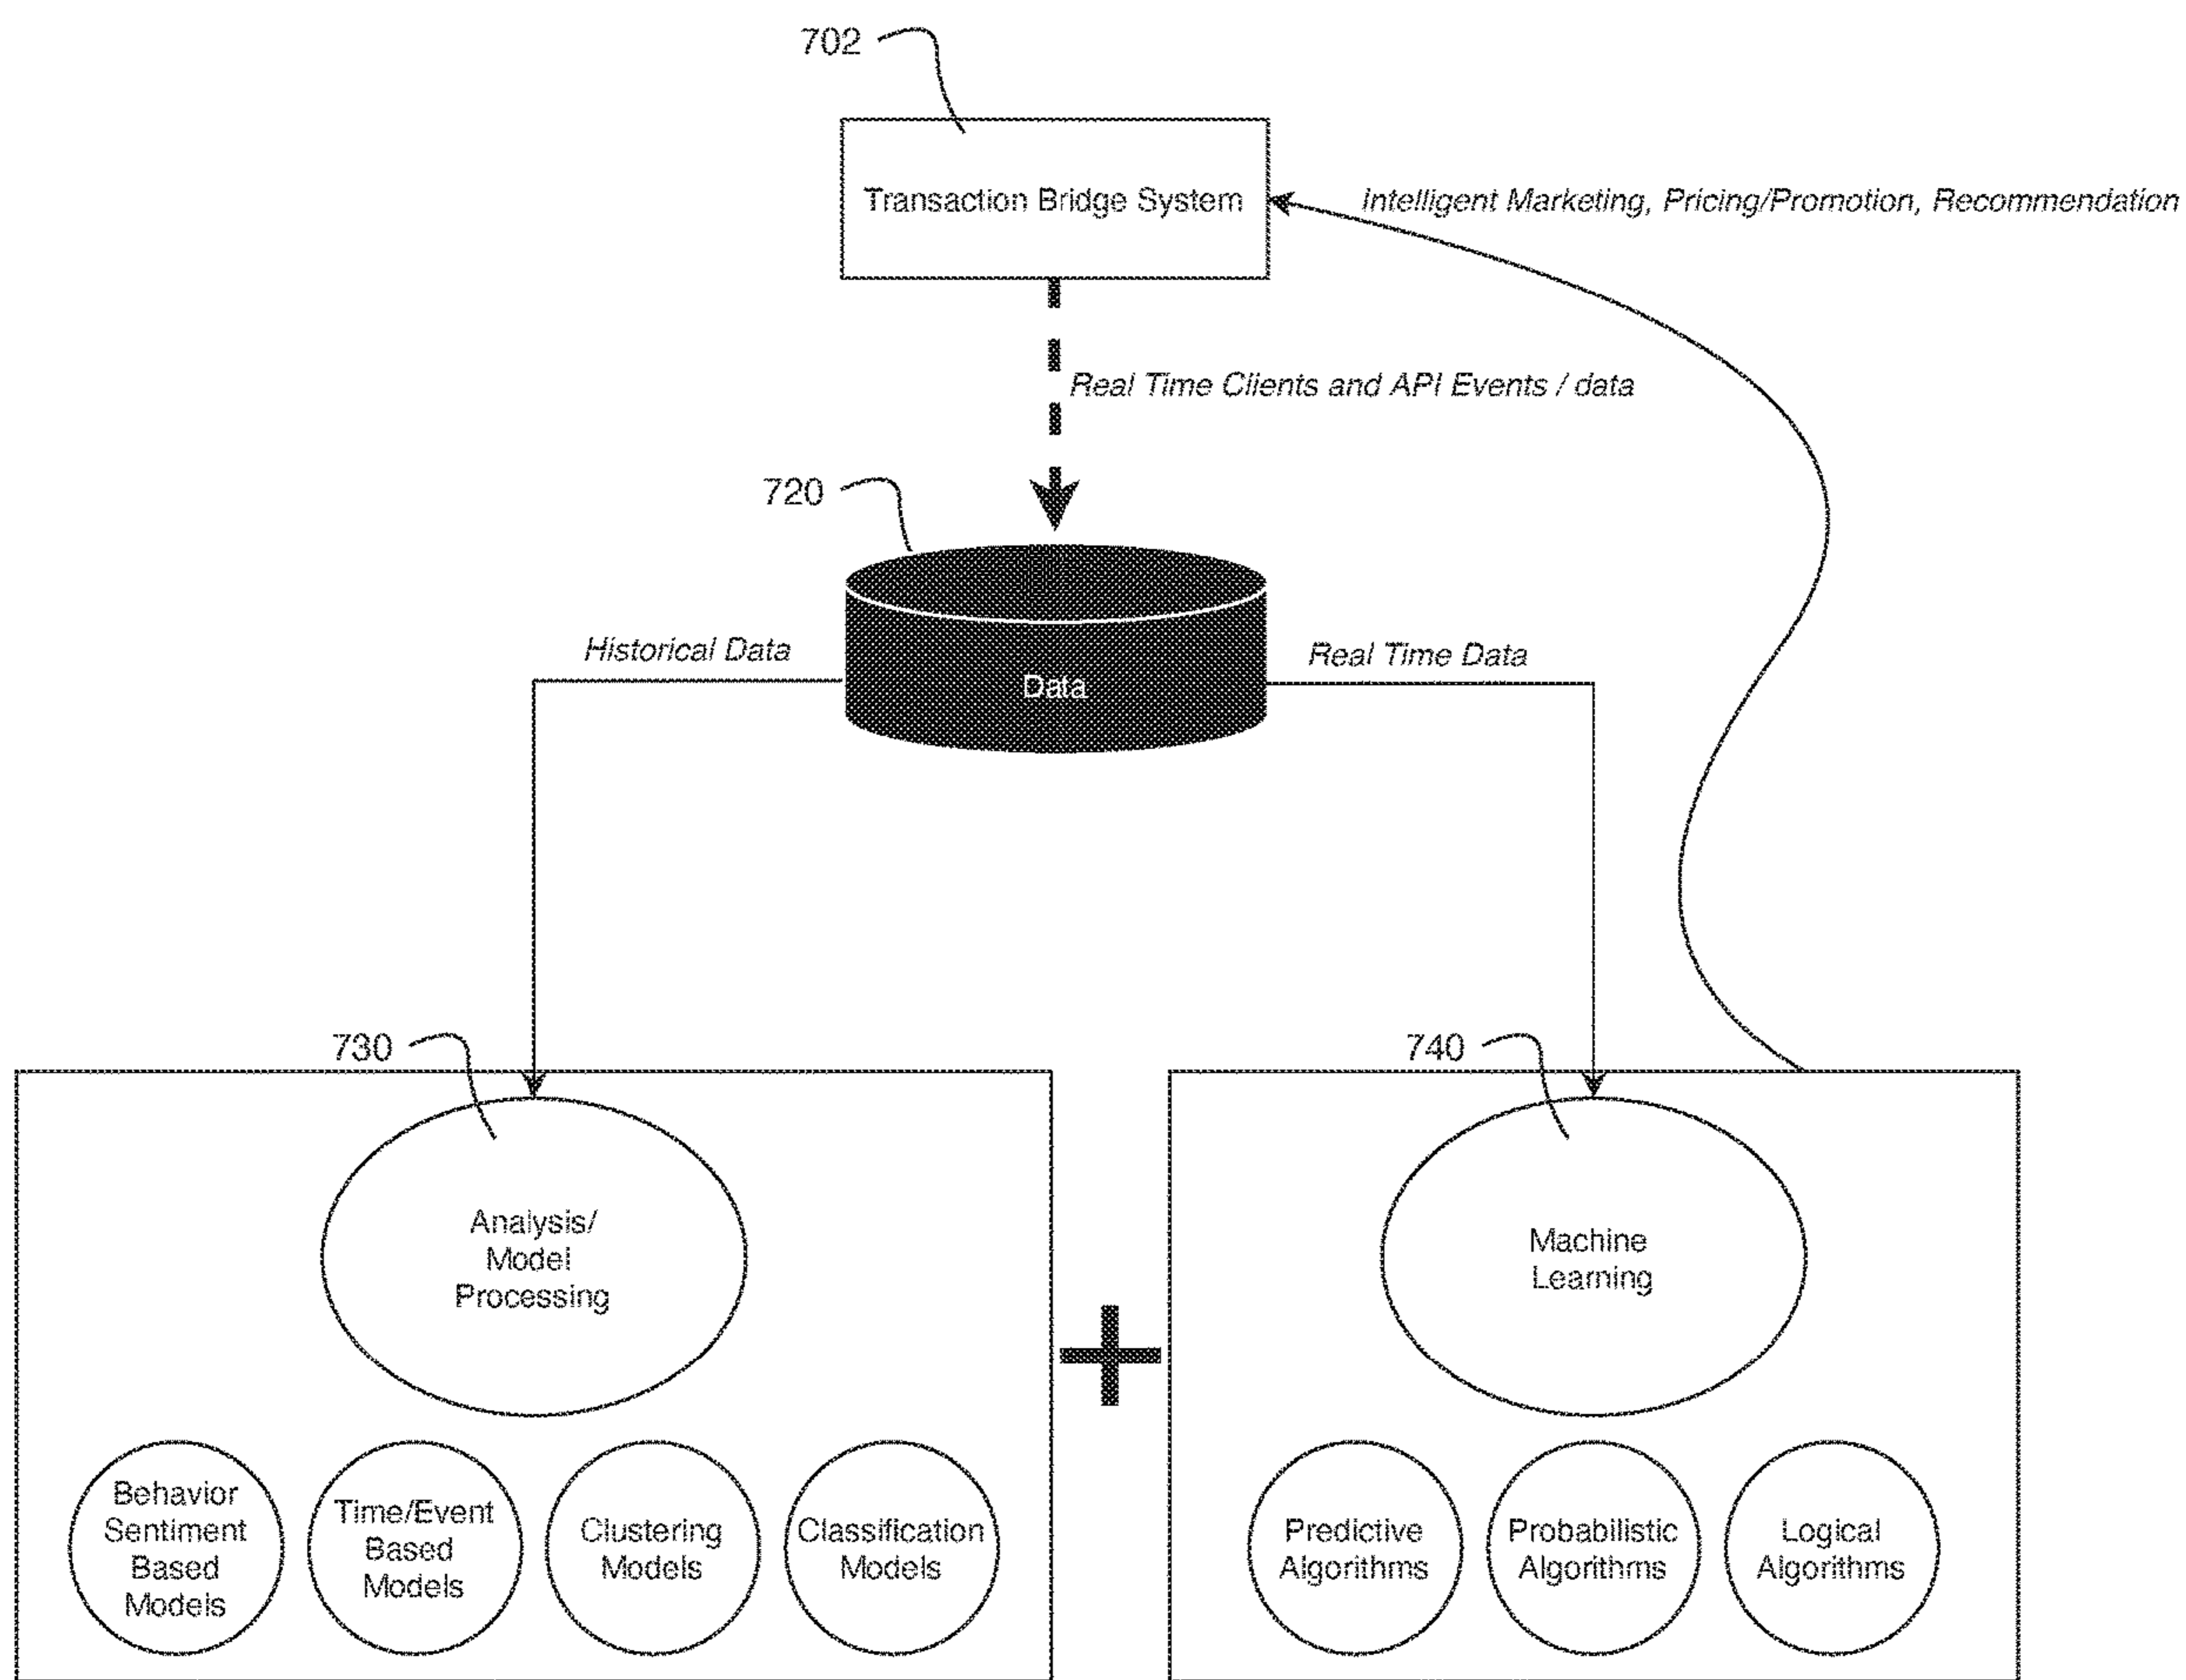 702
Transaction Bridge System
Intelligent Marketing, Pricing/Promotion, Recommendation
Real Time Clients and API Events / data
720
Historical Data
Real Time Data
Data
730
740
Analysis/
Model
Processing
Machine
Learning
Behavior
Sentiment
Based
Models
Time/Event
Based
Models
Clustering
Models
Classification
Models
Predictive
Algorithms
Probabilistic
Algorithms
Logical
Algorithms